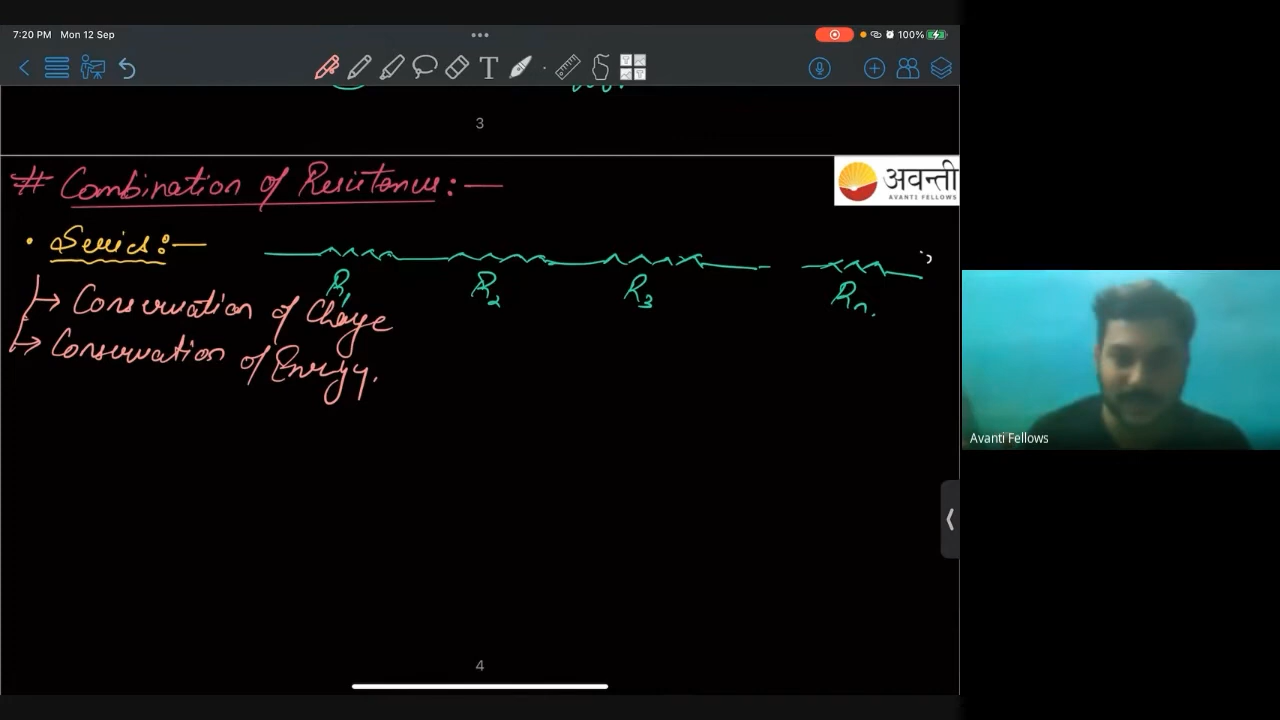 7:20 PM Mon 12 Sep
100%
T
3
# Combination of Resistances:—
अवन्ती
AVANTI FELLOWS
• Series:—
R1 R2 R3 Rn.
↳ Conservation of Charge
↳ Conservation of Energy.
Avanti Fellows
4